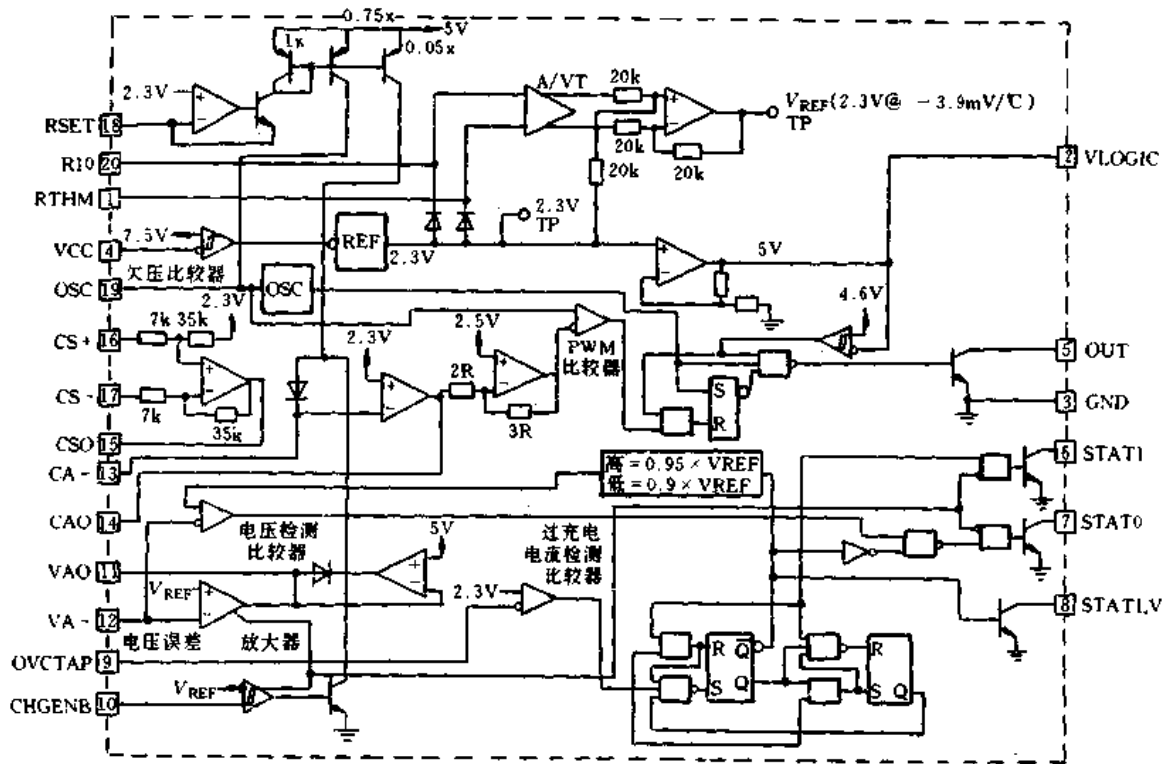 0.75x
1x
5V
0.05x
2.3V
A/VT
20k
VREF(2.3V@ -3.9mV/℃)
TP
RSET 18
R10 20
20k
20k
20k
2 VLOGIC
RTHM 1
2.3V
TP
7.5V
REF
2.3V
VCC 4
欠压比较器
5V
OSC 19
OSC
2.3V
4.6V
7k 35k
CS+ 16
2.3V
2.5V
PWM
比较器
5 OUT
2R
S
CS- 17
7k
35k
3R
R
3 GND
CSO 15
CA- 13
高=0.95×VREF
低=0.9×VREF
6 STAT1
CAO 14
电压检测
比较器
5V
过充电
电流检测
比较器
7 STAT0
VAO 11
VREF
2.3V
VA- 12
8 STATLV
电压误差 放大器
OVCTAP 9
R Q
R
VREF
S Q
S Q
CHGENB 10